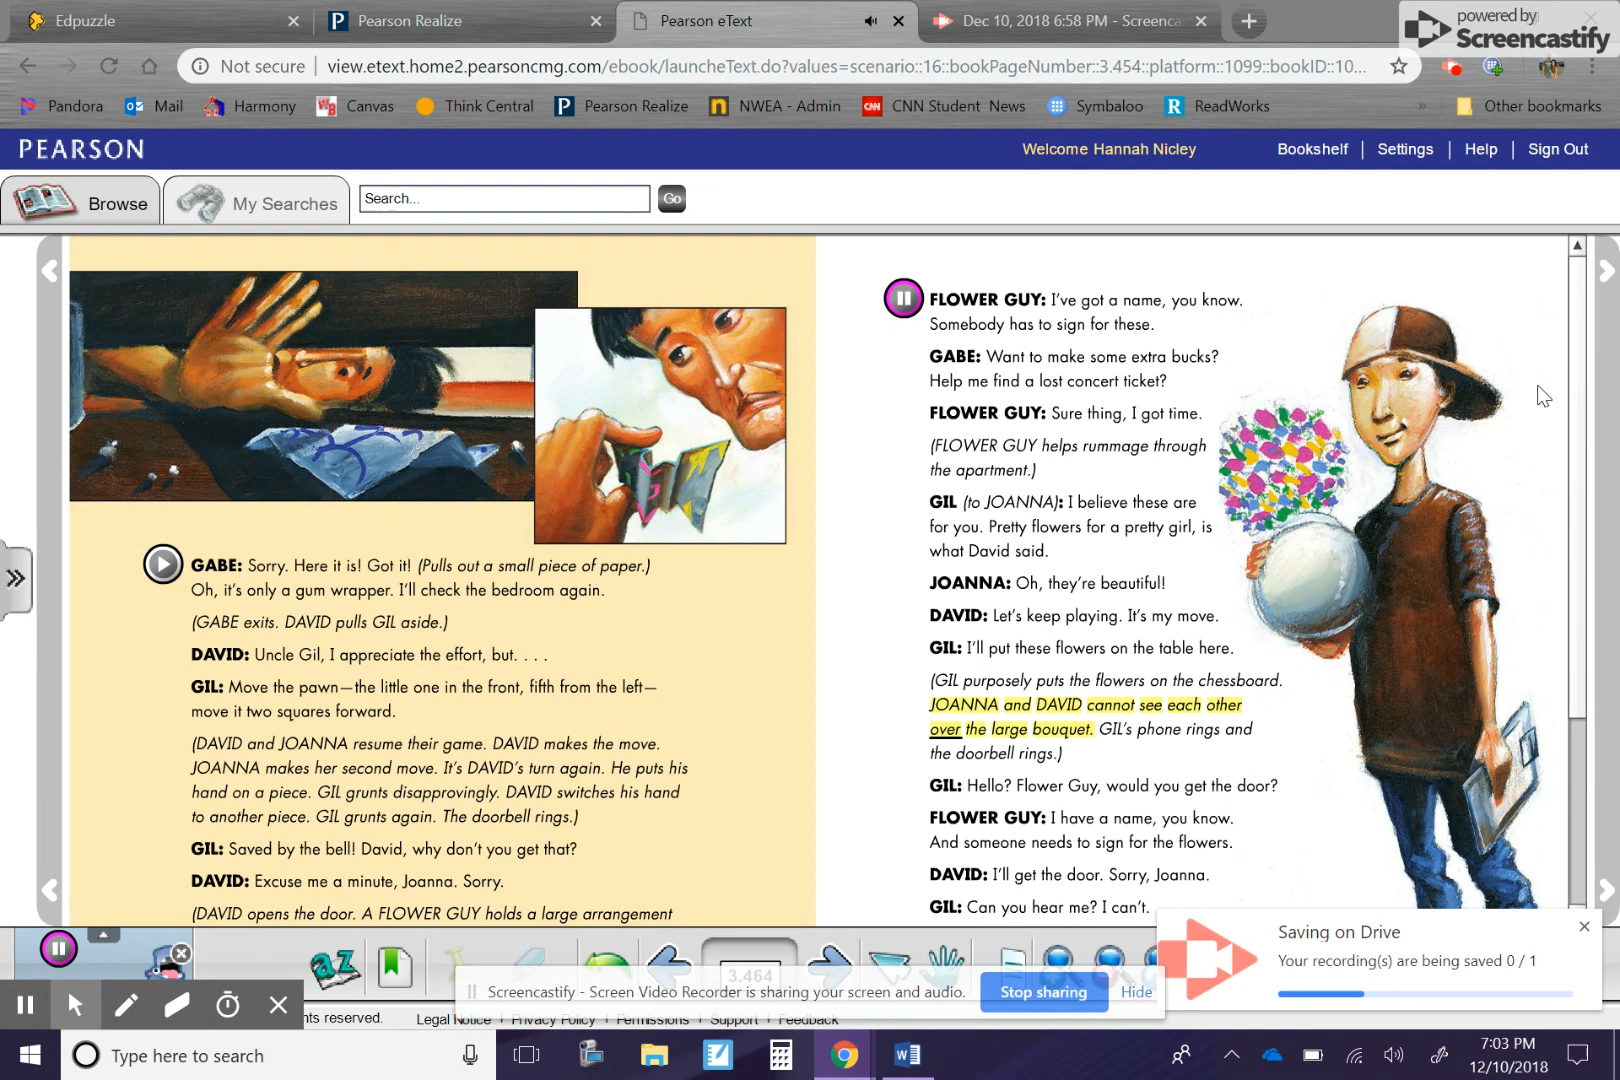 Edpuzzle
Pearson Realize
Pearson eText
Dec 10, 2018 6:58 PM - Screenca
powered by
Screencastify
Not secure
view.etext.home2.pearsoncmg.com/ebook/launcheText.do?values=scenario::16::bookPageNumber::3.454::platform::1099::bookID::10...
Pandora
Mail
Harmony
Canvas
Think Central
Pearson Realize
NWEA - Admin
CNN Student News
Symbaloo
ReadWorks
» Other bookmarks
PEARSON
Welcome Hannah Nicley
Bookshelf | Settings | Help | Sign Out
Browse
My Searches
Search...
Go
GABE: Sorry. Here it is! Got it! (Pulls out a small piece of paper.)
Oh, it's only a gum wrapper. I'll check the bedroom again.
(GABE exits. DAVID pulls GIL aside.)
DAVID: Uncle Gil, I appreciate the effort, but. . . .
GIL: Move the pawn—the little one in the front, fifth from the left—
move it two squares forward.
(DAVID and JOANNA resume their game. DAVID makes the move.
JOANNA makes her second move. It's DAVID's turn again. He puts his
hand on a piece. GIL grunts disapprovingly. DAVID switches his hand
to another piece. GIL grunts again. The doorbell rings.)
GIL: Saved by the bell! David, why don't you get that?
DAVID: Excuse me a minute, Joanna. Sorry.
(DAVID opens the door. A FLOWER GUY holds a large arrangement
FLOWER GUY: I've got a name, you know.
Somebody has to sign for these.
GABE: Want to make some extra bucks?
Help me find a lost concert ticket?
FLOWER GUY: Sure thing, I got time.
(FLOWER GUY helps rummage through
the apartment.)
GIL (to JOANNA): I believe these are
for you. Pretty flowers for a pretty girl, is
what David said.
JOANNA: Oh, they're beautiful!
DAVID: Let's keep playing. It's my move.
GIL: I'll put these flowers on the table here.
(GIL purposely puts the flowers on the chessboard.
JOANNA and DAVID cannot see each other
over the large bouquet. GIL's phone rings and
the doorbell rings.)
GIL: Hello? Flower Guy, would you get the door?
FLOWER GUY: I have a name, you know.
And someone needs to sign for the flowers.
DAVID: I'll get the door. Sorry, Joanna.
GIL: Can you hear me? I can't.
az
3.464
Saving on Drive
Your recording(s) are being saved 0 / 1
Screencastify - Screen Video Recorder is sharing your screen and audio.
Stop sharing
Hide
nts reserved.
Legal Notice | Privacy Policy | Permissions | Support | Feedback
Type here to search
7:03 PM
12/10/2018